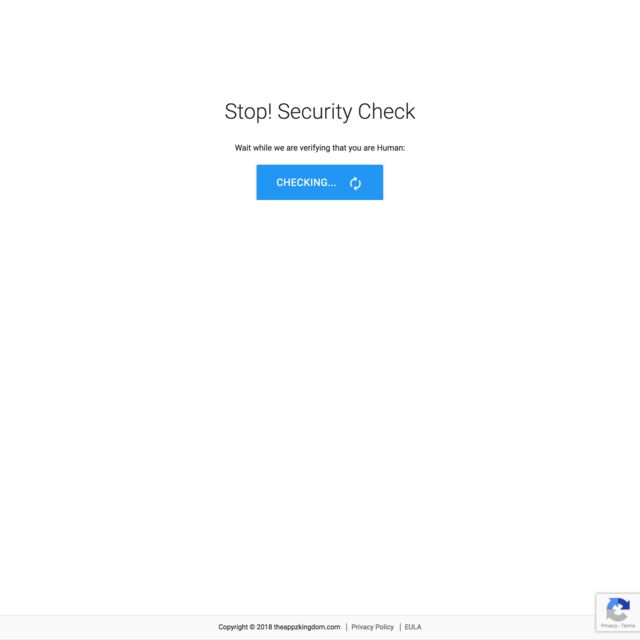 Stop! Security Check
Wait while we are verifying that you are Human:
CHECKING...
Copyright © 2018 theappzkingdom.com | Privacy Policy | EULA
Privacy - Terms